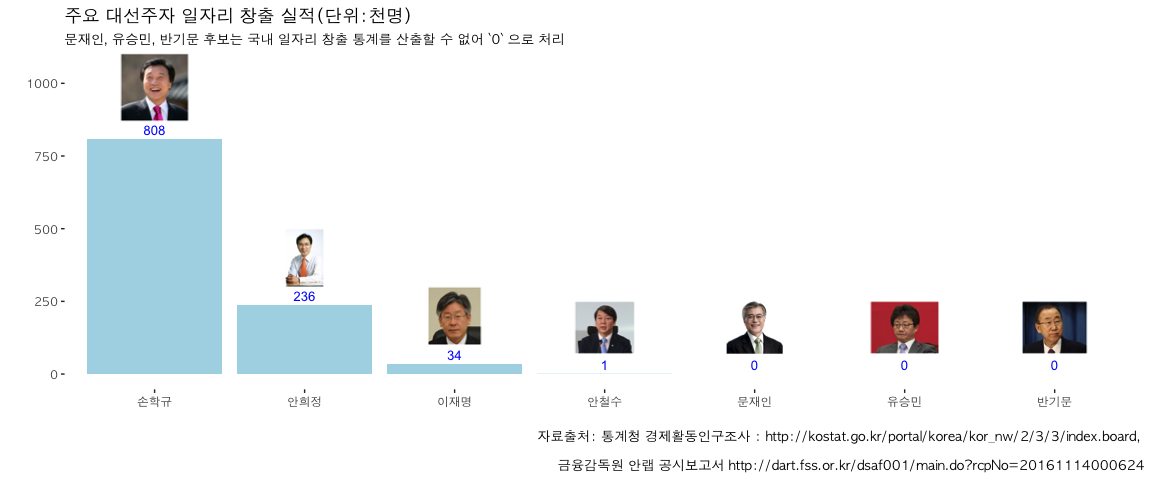 주요 대선주자 일자리 창출 실적(단위:천명)
문재인, 유승민, 반기문 후보는 국내 일자리 창출 통계를 산출할 수 없어 `0` 으로 처리
1000
808
750
500
236
250
34
1
0
0
0
0
손학규
안희정
이재명
안철수
문재인
유승민
반기문
자료출처: 통계청 경제활동인구조사 : http://kostat.go.kr/portal/korea/kor_nw/2/3/3/index.board,
금융감독원 안랩 공시보고서 http://dart.fss.or.kr/dsaf001/main.do?rcpNo=20161114000624